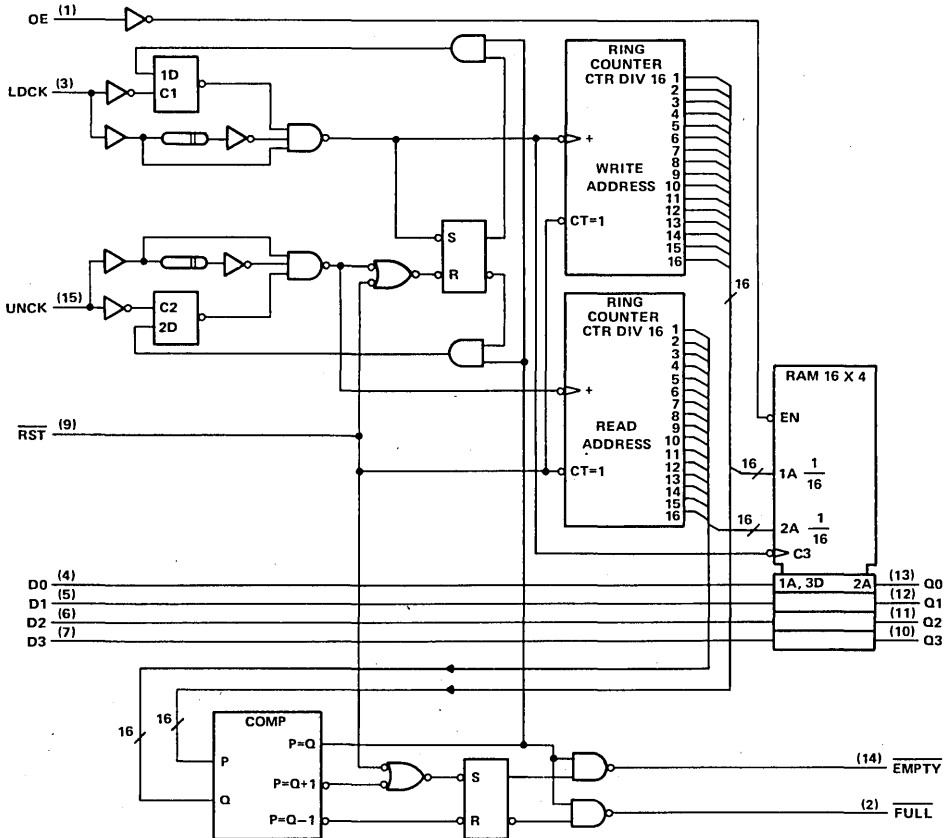 OE (1)
LDCK (3)
1D
C1
RING
COUNTER
CTR DIV 16
1
2
3
4
5
6
7
8
9
10
11
12
13
14
15
16
+
WRITE
ADDRESS
CT=1
16
S
R
UNCK (15)
C2
2D
RING
COUNTER
CTR DIV 16
1
2
3
4
5
6
7
8
9
10
11
12
13
14
15
16
+
READ
ADDRESS
CT=1
RST (9)
RAM 16 X 4
EN
16
1A 1/16
16
2A 1/16
C3
D0 (4)
1A, 3D 2A
(13) Q0
D1 (5)
(12) Q1
D2 (6)
(11) Q2
D3 (7)
(10) Q3
16
16
COMP
P
Q
P=Q
P=Q+1
P=Q−1
S
R
(14) EMPTY
(2) FULL